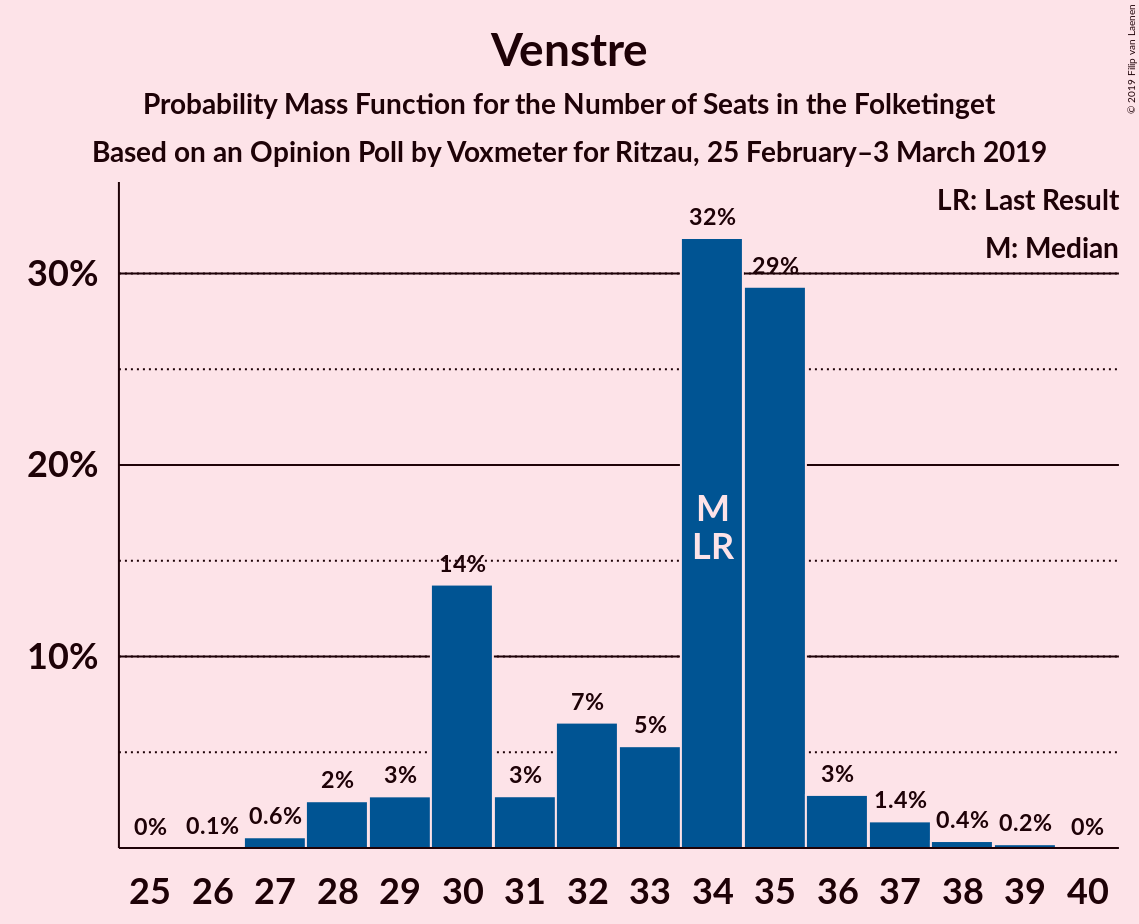 © 2019 Filip van Laenen
Venstre
Probability Mass Function for the Number of Seats in the Folketinget
Based on an Opinion Poll by Voxmeter for Ritzau, 25 February–3 March 2019
LR: Last Result
M: Median
30%
20%
10%
0%
0.1%
0.6%
2%
3%
14%
3%
7%
5%
32%
29%
3%
1.4%
0.4%
0.2%
0%
M
LR
25 26 27 28 29 30 31 32 33 34 35 36 37 38 39 40